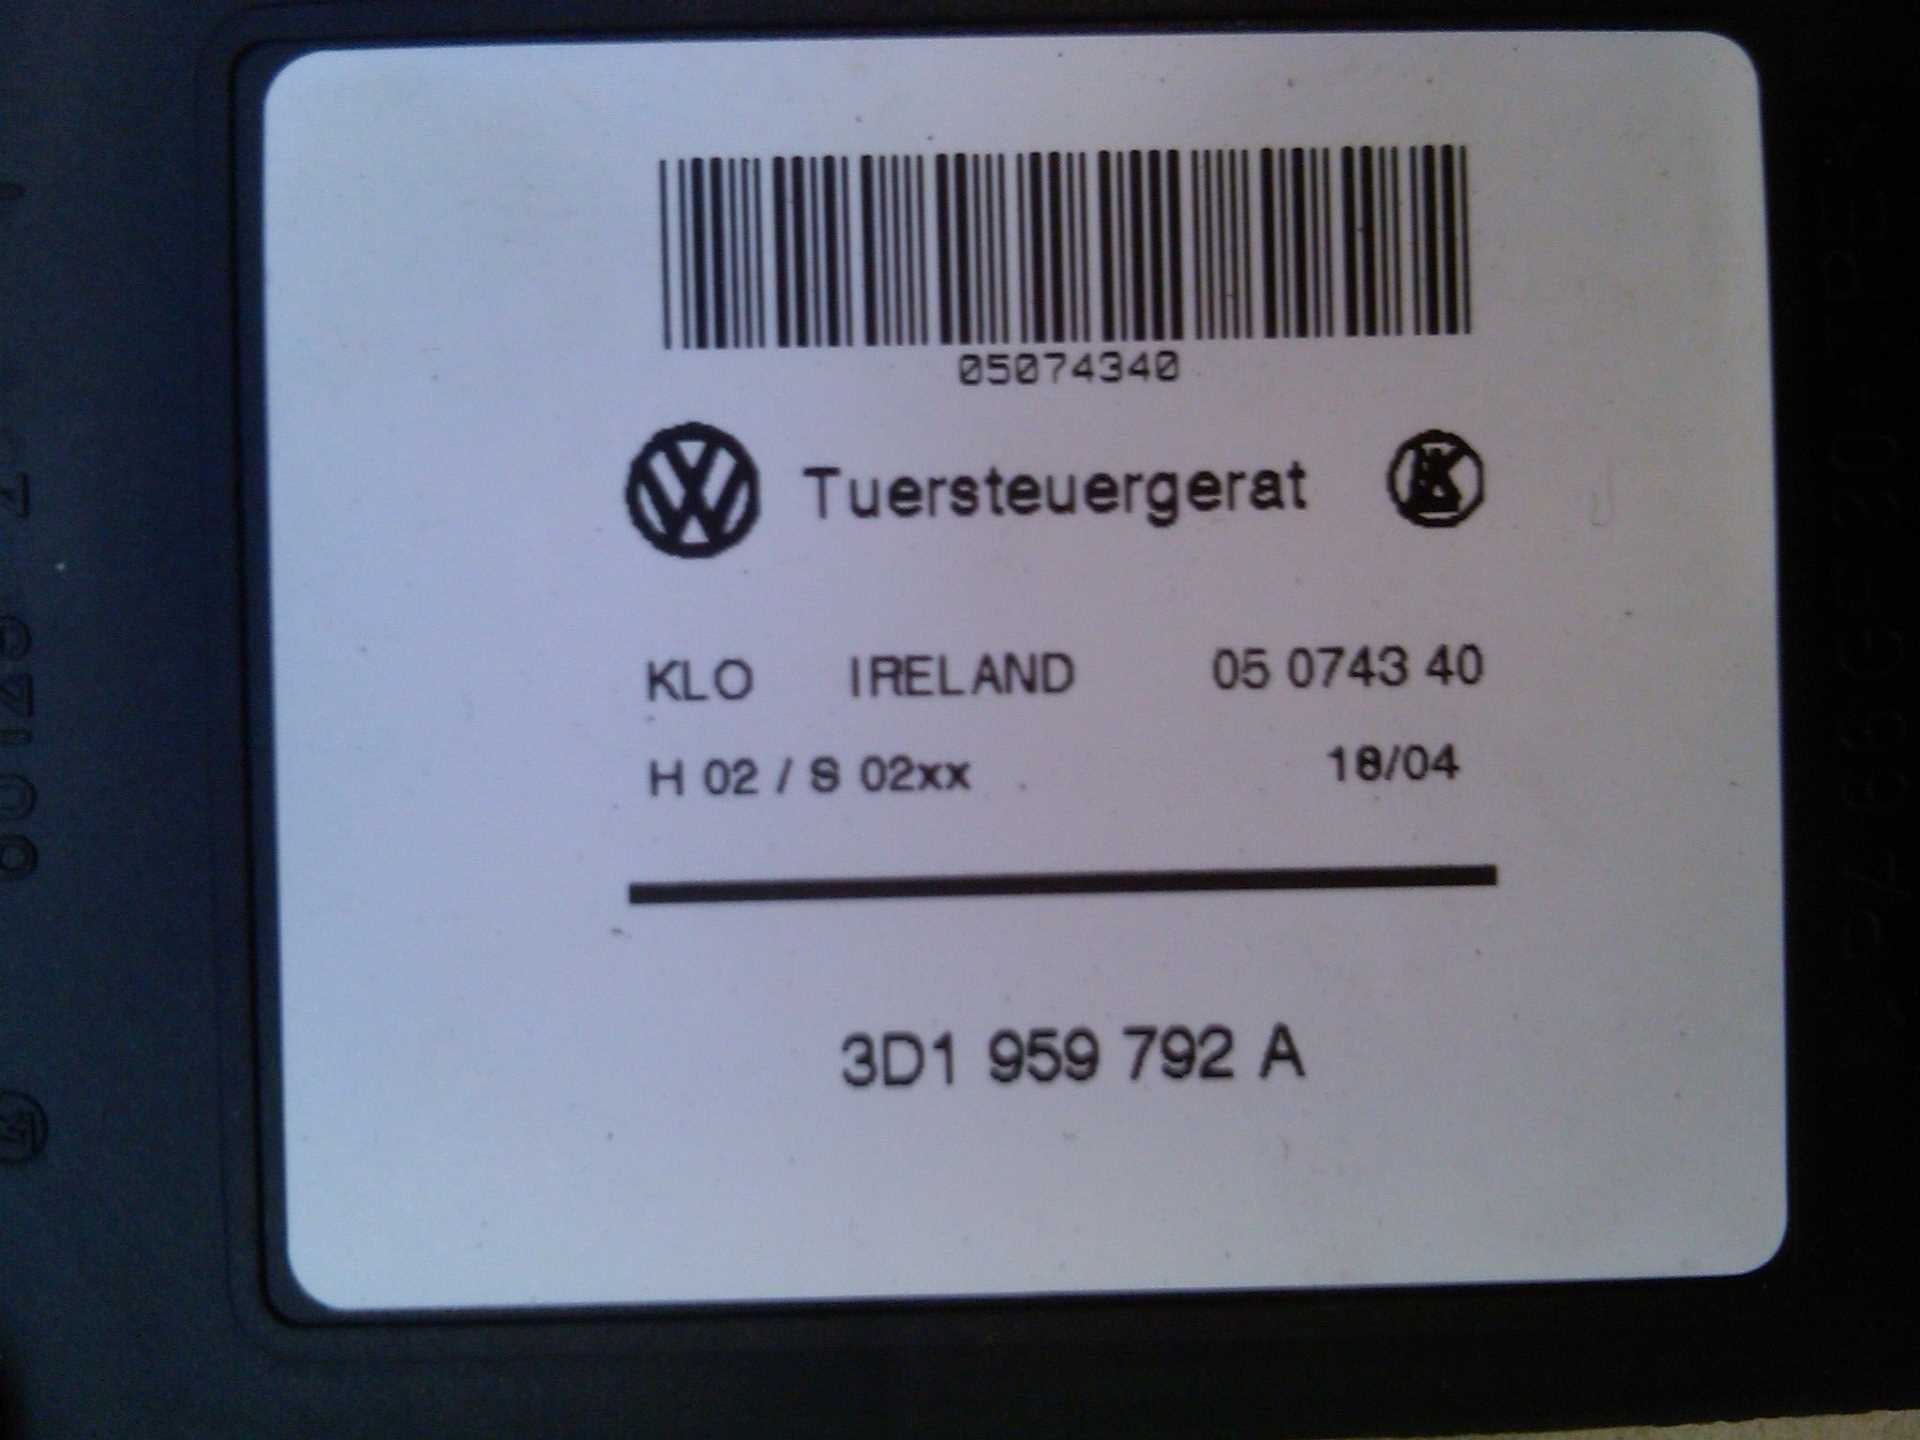 05074340
Tuersteuergerat
KLO IRELAND 05 0743 40
H 02 / S 02xx 18/04
3D1 959 792 A